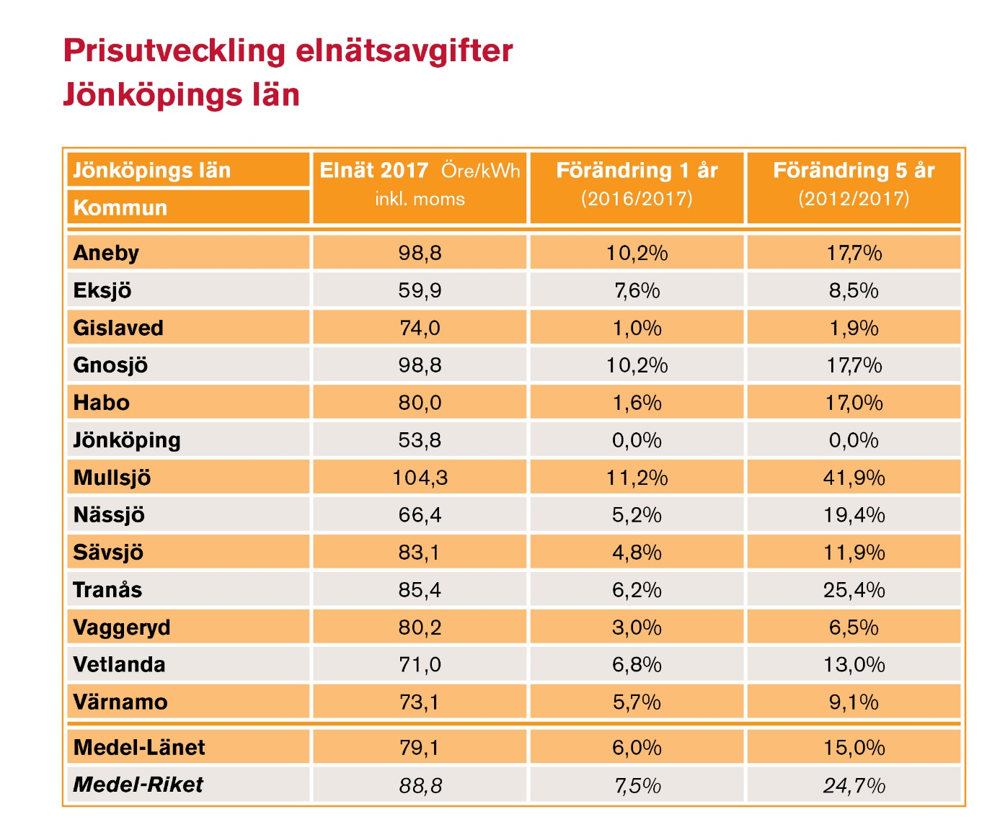 Prisutveckling elnätsavgifter
Jönköpings län
Jönköpings län Elnät 2017 Öre/kWh Förändring 1 år Förändring 5 år
inkl. moms (2016/2017) (2012/2017)
Kommun
Aneby 98,8 10,2% 17,7%
Eksjö 59,9 7,6% 8,5%
Gislaved 74,0 1,0% 1,9%
Gnosjö 98,8 10,2% 17,7%
Habo 80,0 1,6% 17,0%
Jönköping 53,8 0,0% 0,0%
Mullsjö 104,3 11,2% 41,9%
Nässjö 66,4 5,2% 19,4%
Sävsjö 83,1 4,8% 11,9%
Tranås 85,4 6,2% 25,4%
Vaggeryd 80,2 3,0% 6,5%
Vetlanda 71,0 6,8% 13,0%
Värnamo 73,1 5,7% 9,1%
Medel-Länet 79,1 6,0% 15,0%
Medel-Riket 88,8 7,5% 24,7%